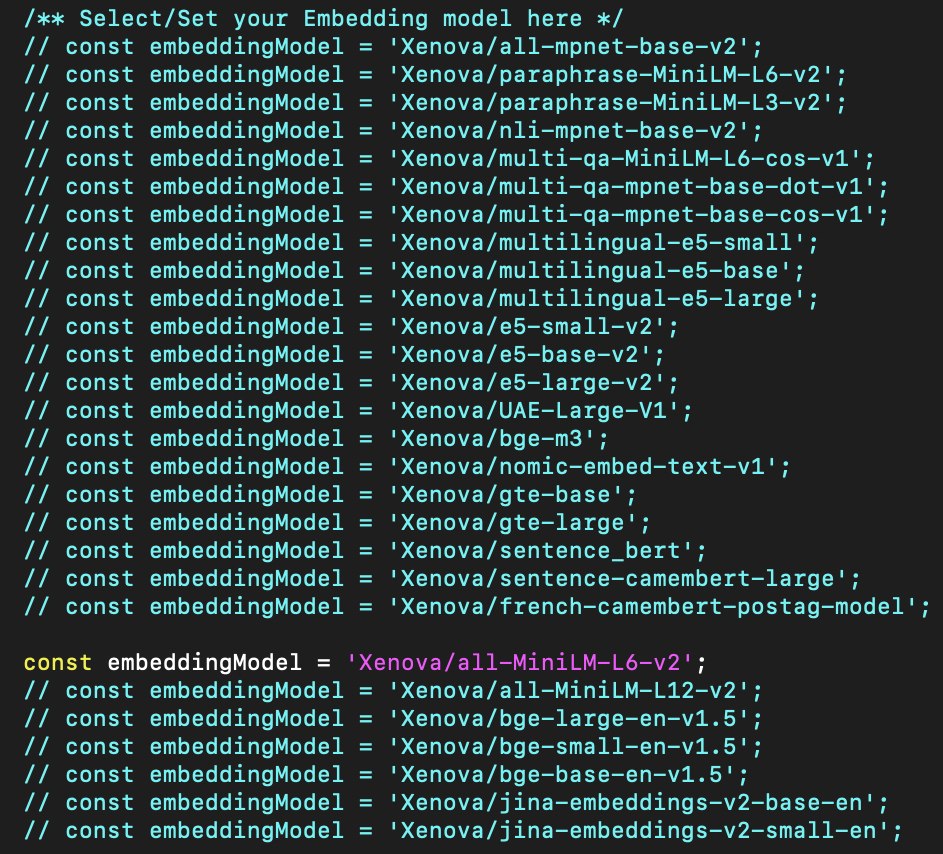 /** Select/Set your Embedding model here */
// const embeddingModel = 'Xenova/all-mpnet-base-v2';
// const embeddingModel = 'Xenova/paraphrase-MiniLM-L6-v2';
// const embeddingModel = 'Xenova/paraphrase-MiniLM-L3-v2';
// const embeddingModel = 'Xenova/nli-mpnet-base-v2';
// const embeddingModel = 'Xenova/multi-qa-MiniLM-L6-cos-v1';
// const embeddingModel = 'Xenova/multi-qa-mpnet-base-dot-v1';
// const embeddingModel = 'Xenova/multi-qa-mpnet-base-cos-v1';
// const embeddingModel = 'Xenova/multilingual-e5-small';
// const embeddingModel = 'Xenova/multilingual-e5-base';
// const embeddingModel = 'Xenova/multilingual-e5-large';
// const embeddingModel = 'Xenova/e5-small-v2';
// const embeddingModel = 'Xenova/e5-base-v2';
// const embeddingModel = 'Xenova/e5-large-v2';
// const embeddingModel = 'Xenova/UAE-Large-V1';
// const embeddingModel = 'Xenova/bge-m3';
// const embeddingModel = 'Xenova/nomic-embed-text-v1';
// const embeddingModel = 'Xenova/gte-base';
// const embeddingModel = 'Xenova/gte-large';
// const embeddingModel = 'Xenova/sentence_bert';
// const embeddingModel = 'Xenova/sentence-camembert-large';
// const embeddingModel = 'Xenova/french-camembert-postag-model';
const embeddingModel = 'Xenova/all-MiniLM-L6-v2';
// const embeddingModel = 'Xenova/all-MiniLM-L12-v2';
// const embeddingModel = 'Xenova/bge-large-en-v1.5';
// const embeddingModel = 'Xenova/bge-small-en-v1.5';
// const embeddingModel = 'Xenova/bge-base-en-v1.5';
// const embeddingModel = 'Xenova/jina-embeddings-v2-base-en';
// const embeddingModel = 'Xenova/jina-embeddings-v2-small-en';